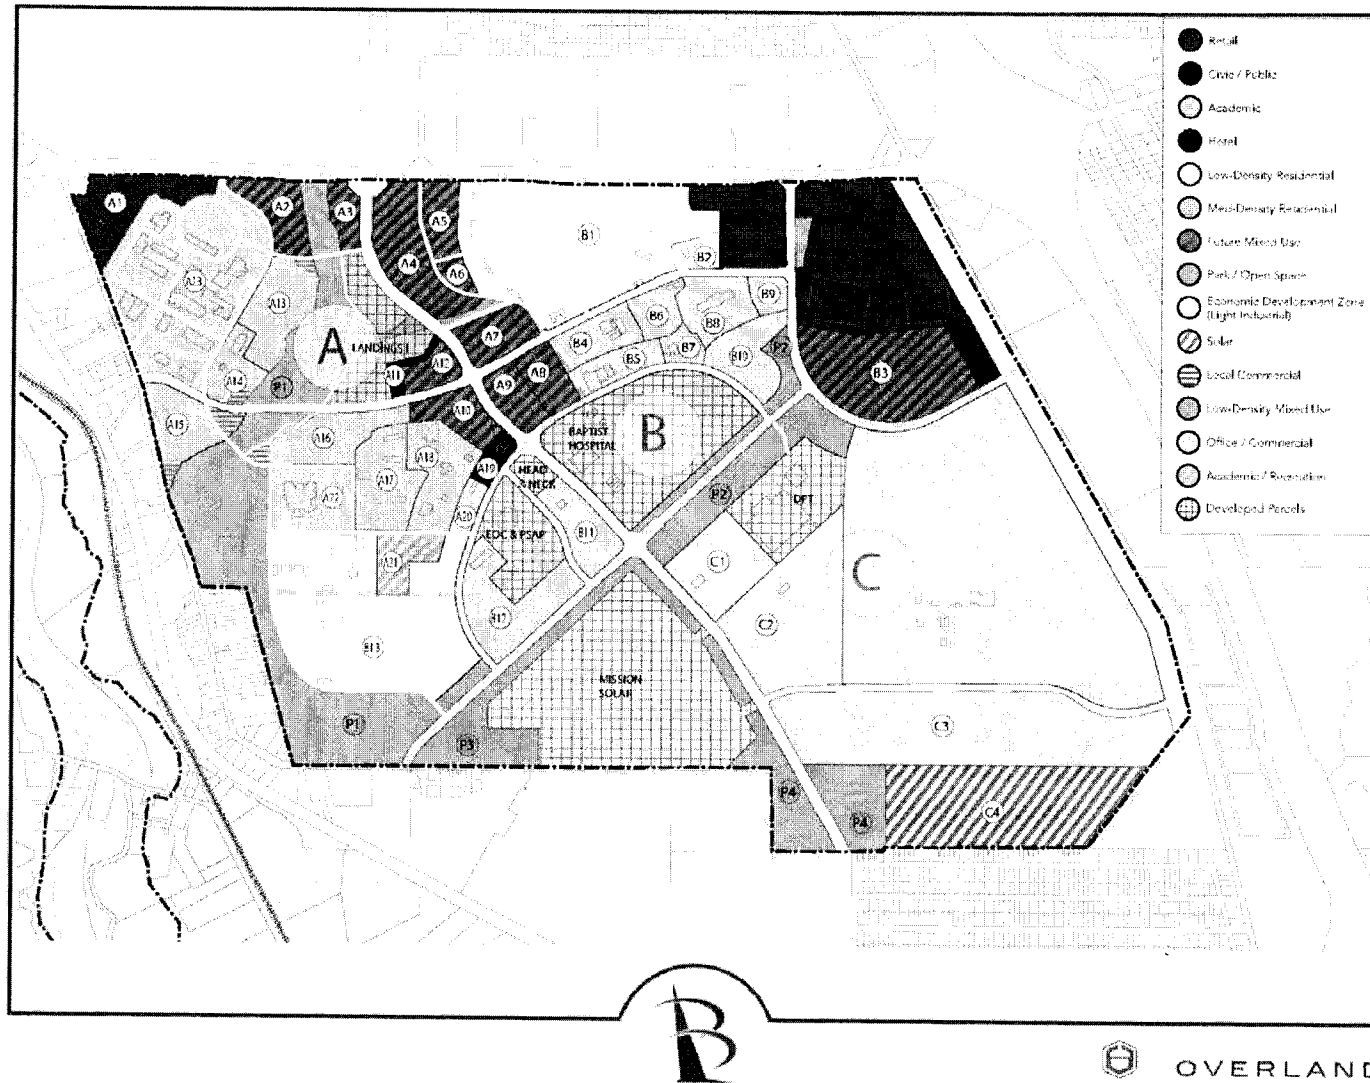 Retail
Civic / Public
Academic
Hotel
Low-Density Residential
Med-Density Residential
Future Mixed Use
Park / Open Space
Economic Development Zone
(Light Industrial)
Solar
Local Commercial
Low-Density Mixed Use
Office / Commercial
Academic / Recreation
Developed Parcels
A1
A2
A3
A5
B1
A4
B2
A6
A13
A13
B9
B6
B8
A7
A
LANDINGS I
B4
B7
P2
B10
B5
A12
A11
A9
A8
B3
A14
P1
A10
A15
A16
BAPTIST
HOSPITAL
B
A18
A19
HEAD
& NECK
A17
A22
P2
DFT
A20
EOC & PSAP
B11
A21
C1
C
B12
C2
B13
MISSION
SOLAR
P1
P3
C3
P4
P4
C4
B
OVERLAND